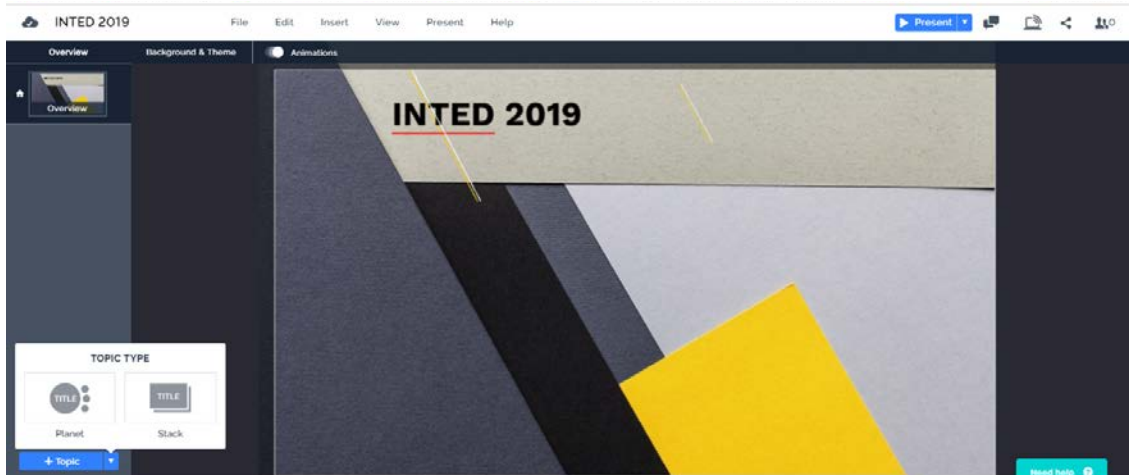 INTED 2019 File Edit Insert View Present Help Present
Overview Background & Theme Animations
Overview
INTED 2019
TOPIC TYPE
TITLE TITLE
Planet Stack
+ Topic
Need help ?